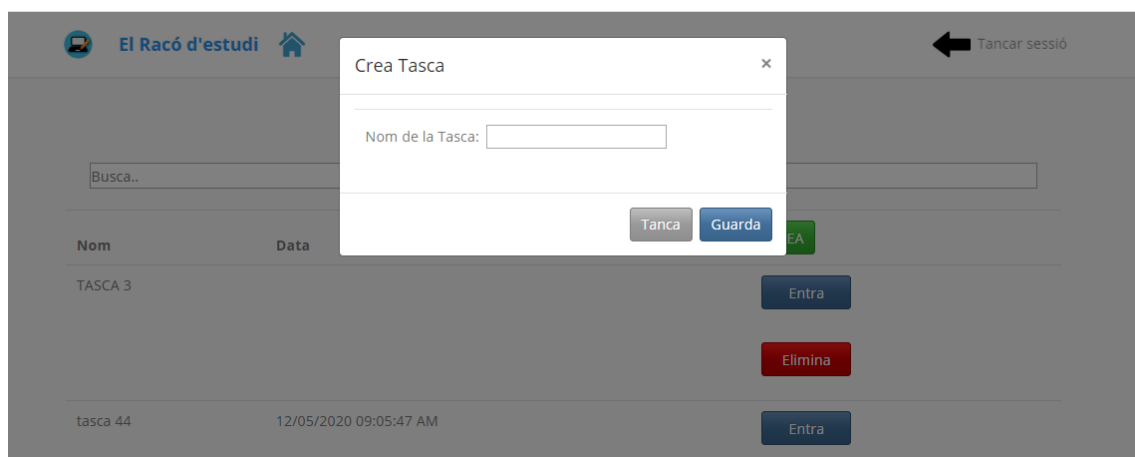 El Racó d'estudi
Tancar sessió
Crea Tasca
×
Nom de la Tasca:
Busca..
Tanca
Guarda
Nom
Data
EA
TASCA 3
Entra
Elimina
tasca 44
12/05/2020 09:05:47 AM
Entra